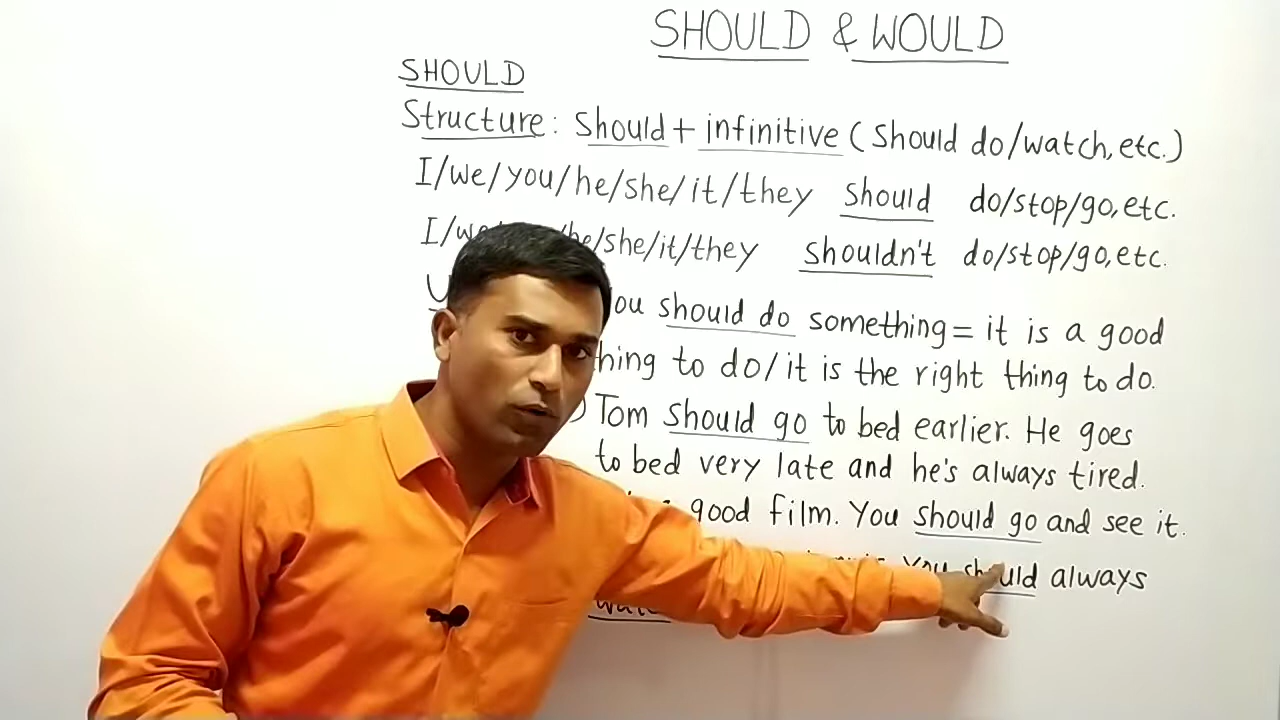 SHOULD & WOULD
SHOULD
Structure: Should + infinitive (Should do/watch, etc.)
I/we/you/he/she/it/they should do/stop/go, etc.
I/we he/she/it/they shouldn't do/stop/go, etc.
should do something = it is a good
to do/it is the right thing to do.
) Tom should go to bed earlier. He goes
to bed very late and he's always tired.
good film. You should go and see it.
You should always